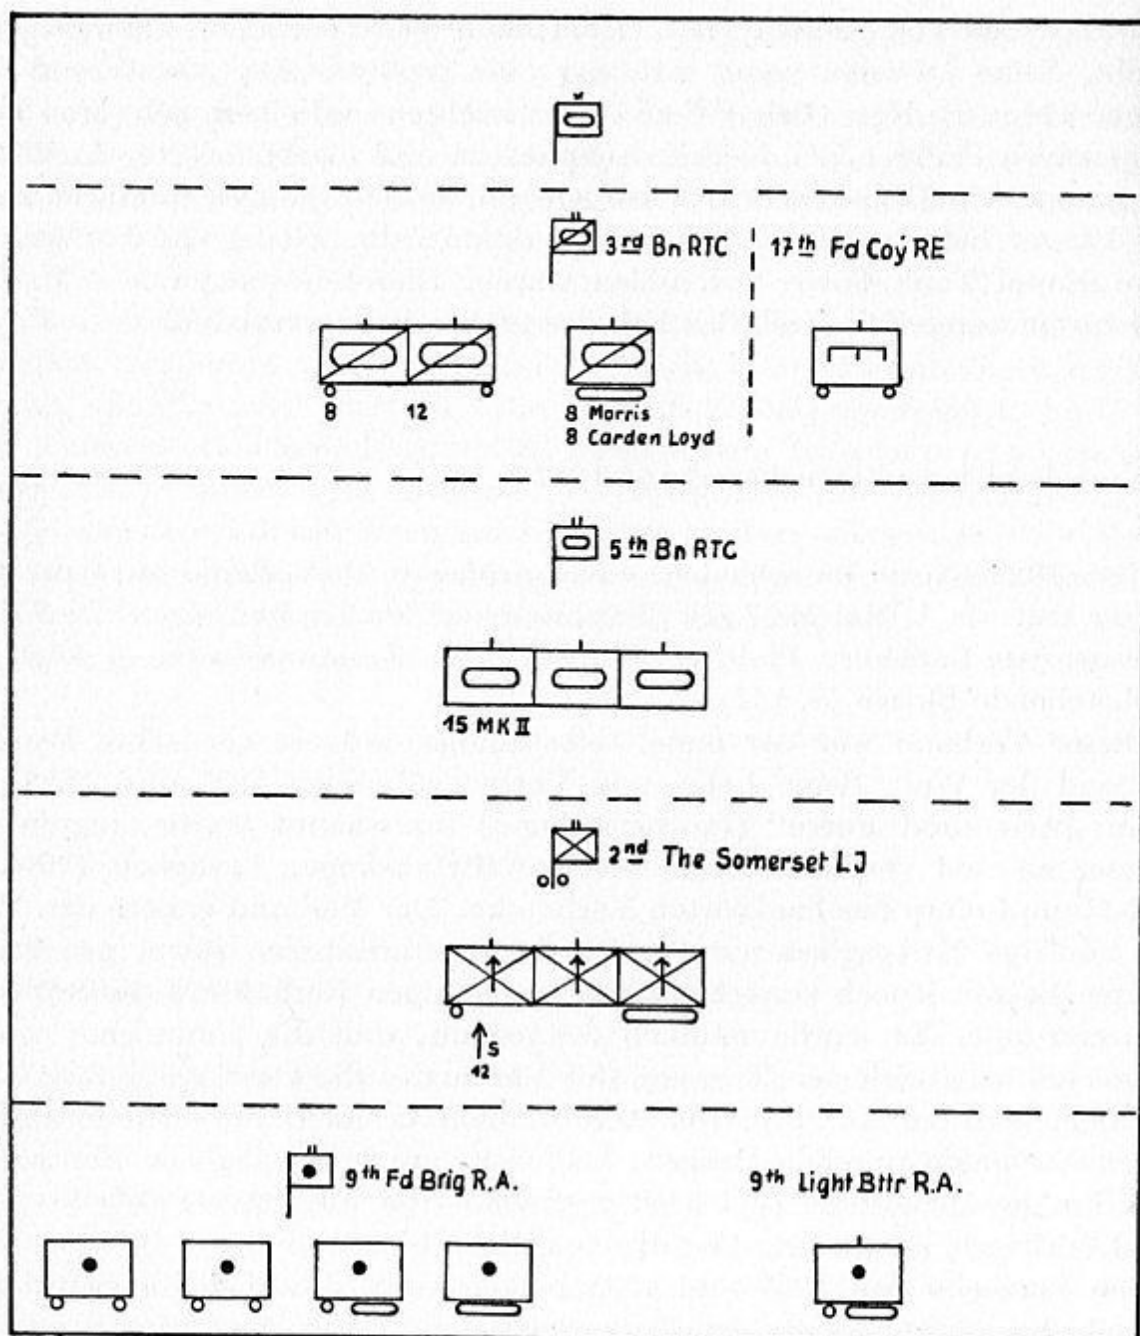 3rd Bn RTC
17th Fd Coy RE
8
12
8 Morris
8 Carden Loyd
5th Bn RTC
15 MK II
2nd The Somerset LJ
S
12
9th Fd Brig R.A.
9th Light Bttr R.A.